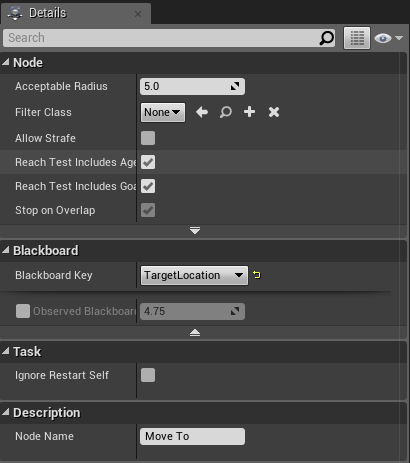 Details
Search
Node
Acceptable Radius 5.0
Filter Class None
Allow Strafe
Reach Test Includes Age
Reach Test Includes Goa
Stop on Overlap
Blackboard
Blackboard Key TargetLocation
Observed Blackboard 4.75
Task
Ignore Restart Self
Description
Node Name Move To